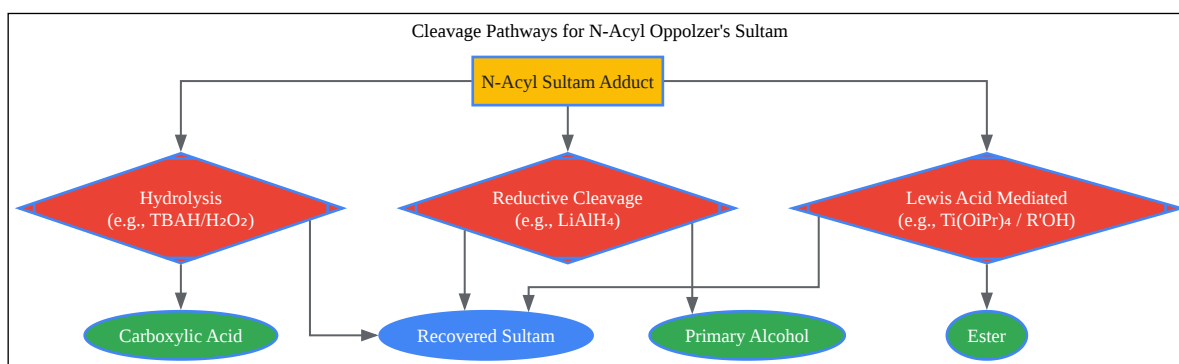 Cleavage Pathways for N-Acyl Oppolzer's Sultam
N-Acyl Sultam Adduct
Hydrolysis
(e.g., TBAH/H₂O₂)
Reductive Cleavage
(e.g., LiAlH₄)
Lewis Acid Mediated
(e.g., Ti(OiPr)₄ / R'OH)
Carboxylic Acid
Recovered Sultam
Primary Alcohol
Ester